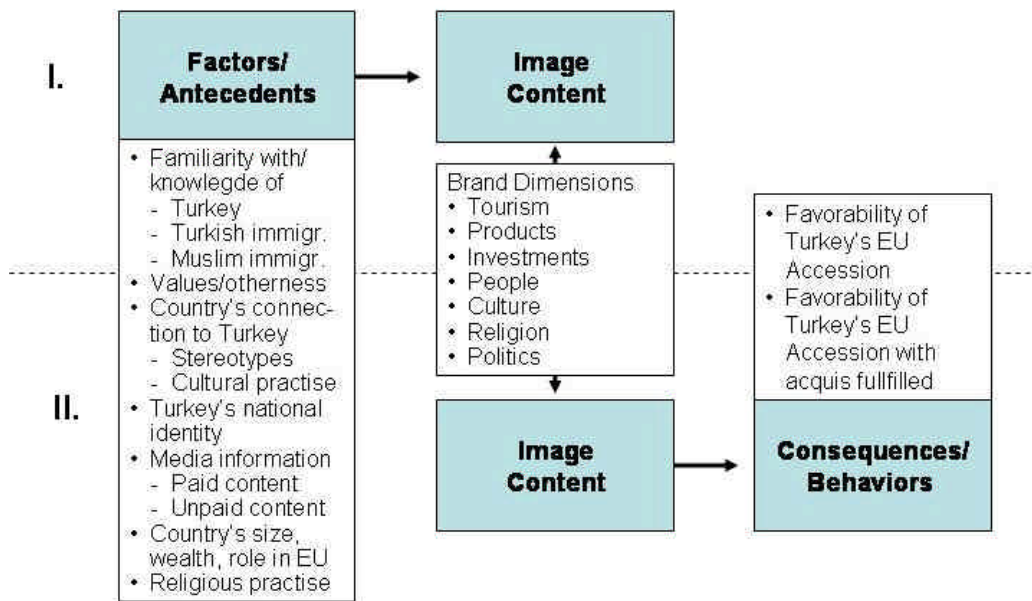 I.
Factors/
Antecedents
Image
Content
• Familiarity with/
knowlegde of
- Turkey
- Turkish immigr.
- Muslim immigr.
• Values/otherness
• Country's connec-
tion to Turkey
- Stereotypes
- Cultural practise
• Turkey's national
identity
• Media information
- Paid content
- Unpaid content
• Country's size,
wealth, role in EU
• Religious practise
Brand Dimensions
• Tourism
• Products
• Investments
• People
• Culture
• Religion
• Politics
• Favorability of
Turkey's EU
Accession
• Favorability of
Turkey's EU
Accession with
acquis fullfilled
II.
Image
Content
Consequences/
Behaviors